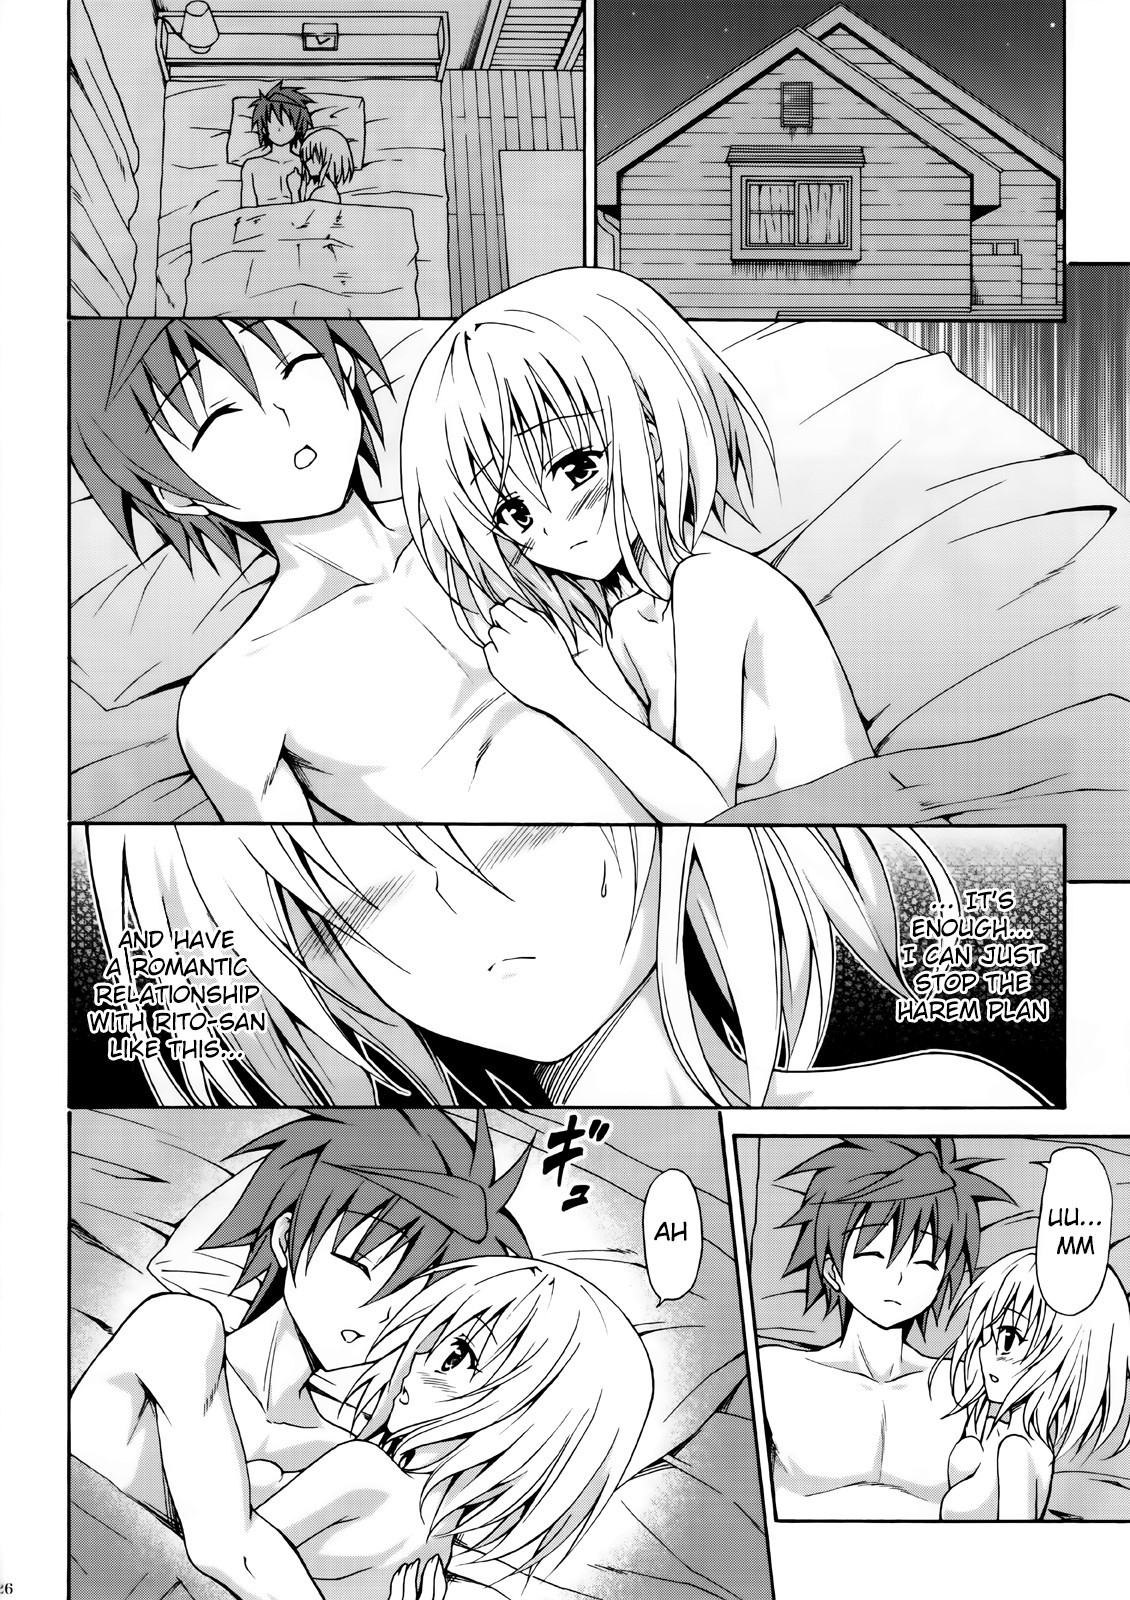 ... IT'S
ENOUGH...
I CAN JUST
STOP THE
HAREM PLAN
AND HAVE
A ROMANTIC
RELATIONSHIP
WITH RITO-SAN
LIKE THIS...
UU...
MM
AH
ギュ
26